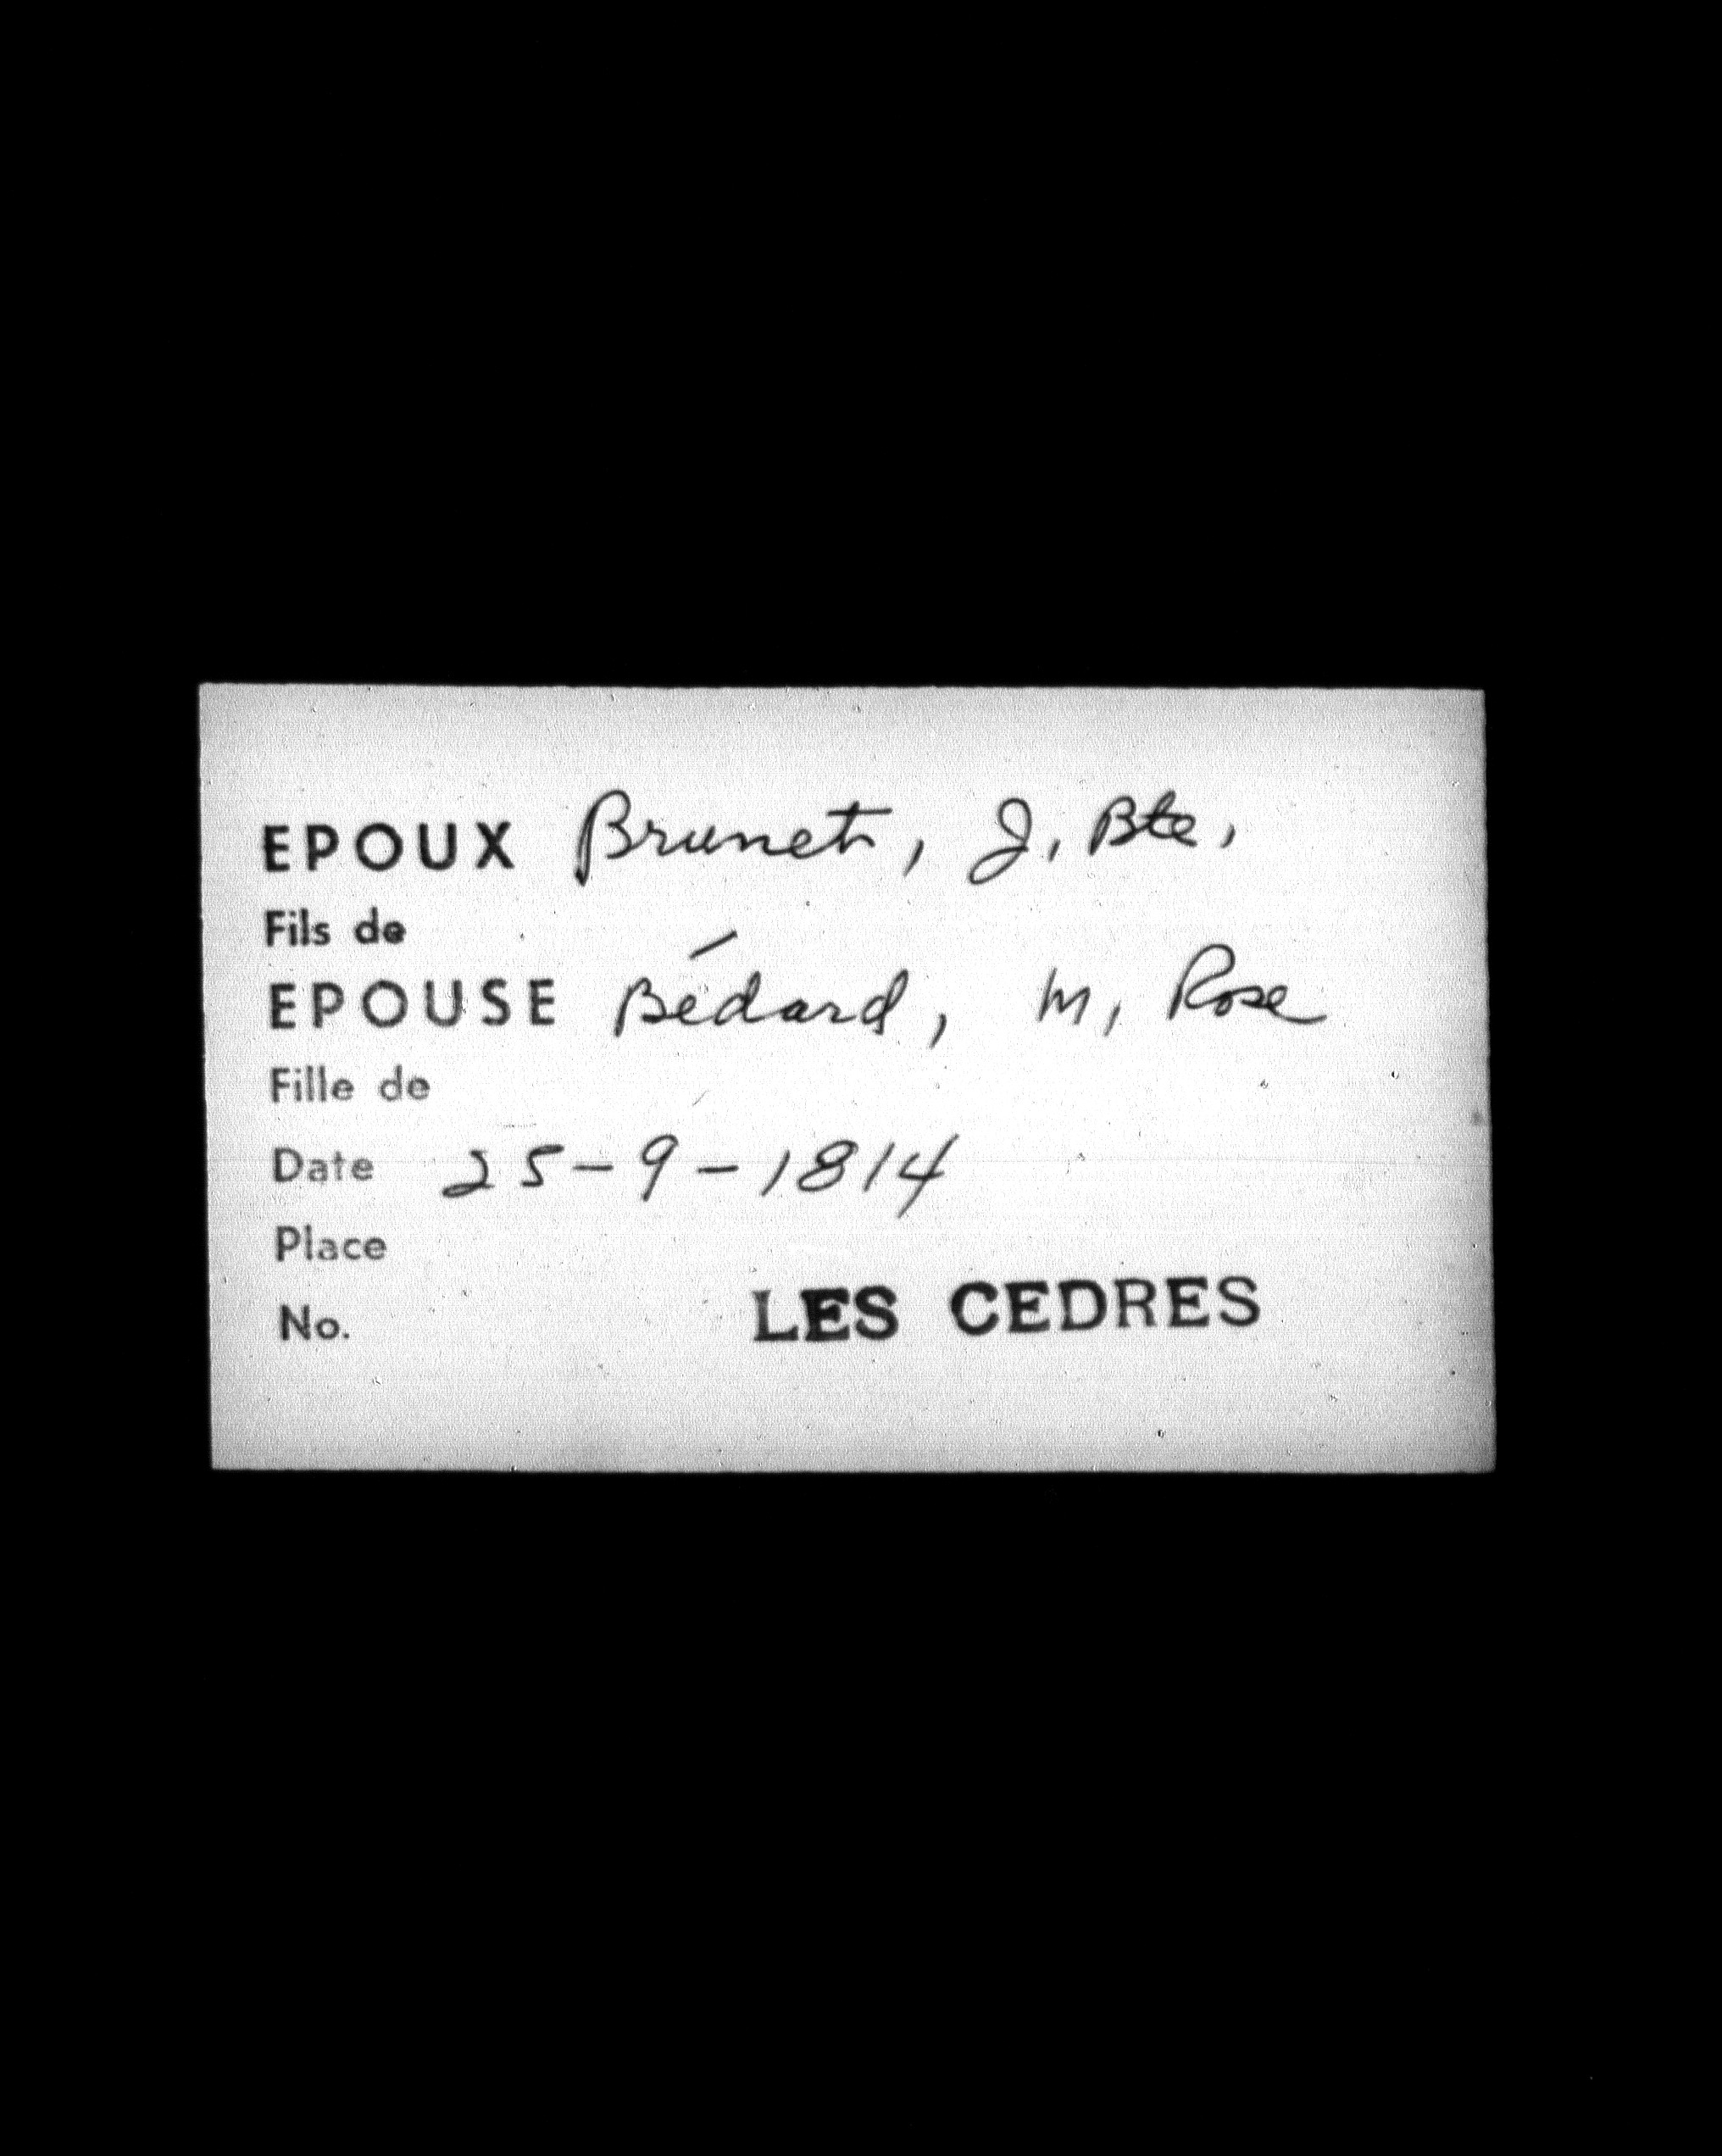 EPOUX Brunet, J. Bte.
Fils de
EPOUSE Bédard, M. Rose
Fille de
Date 25-9-1814
Place
No. LES CEDRES